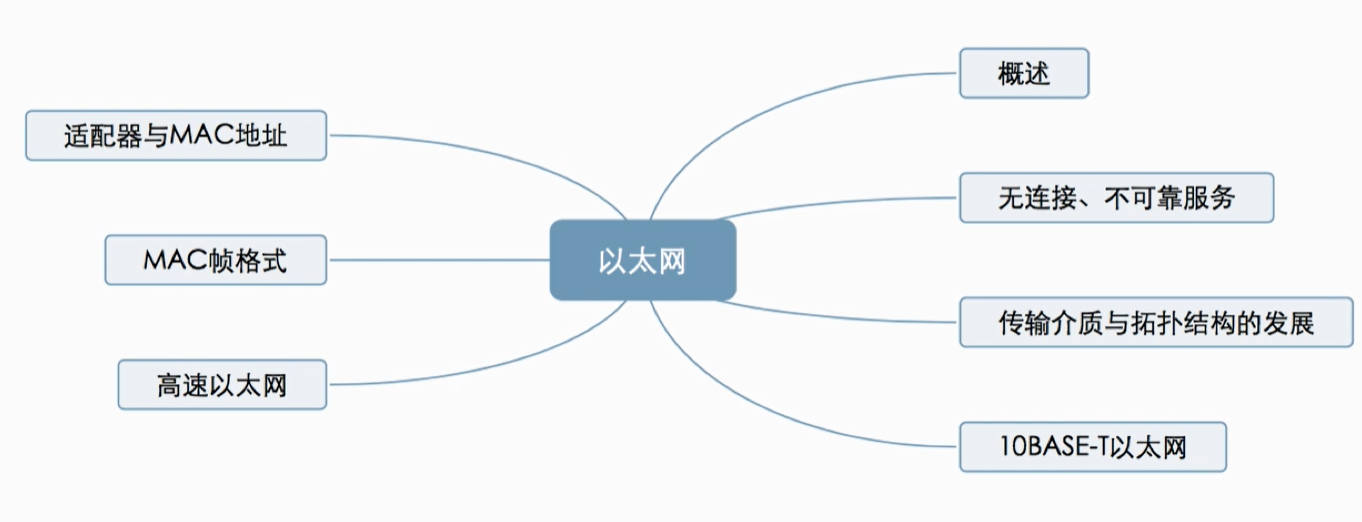 概述
适配器与MAC地址
无连接、不可靠服务
MAC帧格式
以太网
传输介质与拓扑结构的发展
高速以太网
10BASE-T以太网